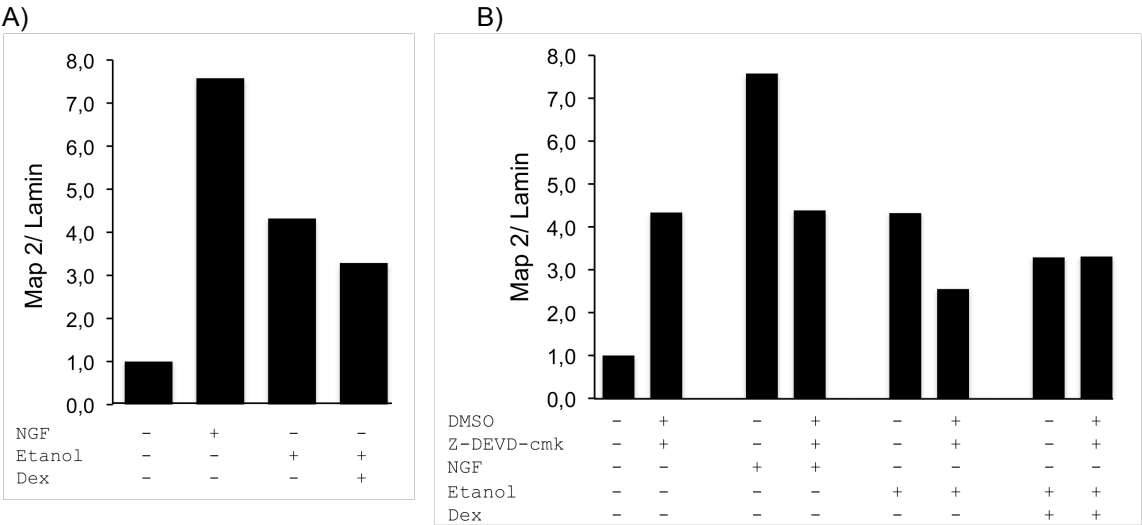 A)
B)
8,0
7,0
6,0
5,0
4,0
3,0
2,0
1,0
0,0
Map 2/ Lamin
NGF – + – –
Etanol – – + +
Dex – – – +
8,0
7,0
6,0
5,0
4,0
3,0
2,0
1,0
0,0
Map 2/ Lamin
DMSO – + – + – + – +
Z-DEVD-cmk – + – + – + – +
NGF – – + + – – – –
Etanol – – – – + + + +
Dex – – – – – – + +